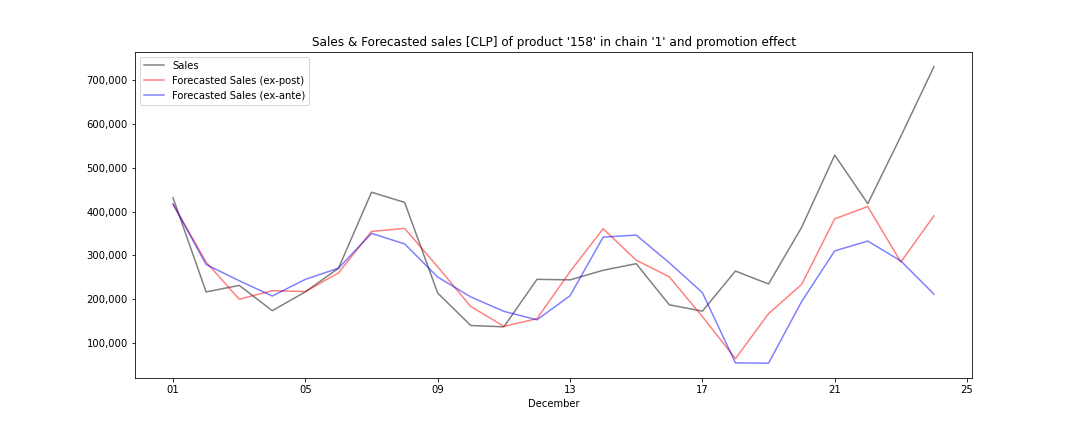 Sales & Forecasted sales [CLP] of product '158' in chain '1' and promotion effect
Sales
Forecasted Sales (ex-post)
Forecasted Sales (ex-ante)
700,000
600,000
500,000
400,000
300,000
200,000
100,000
01 05 09 13 17 21 25
December